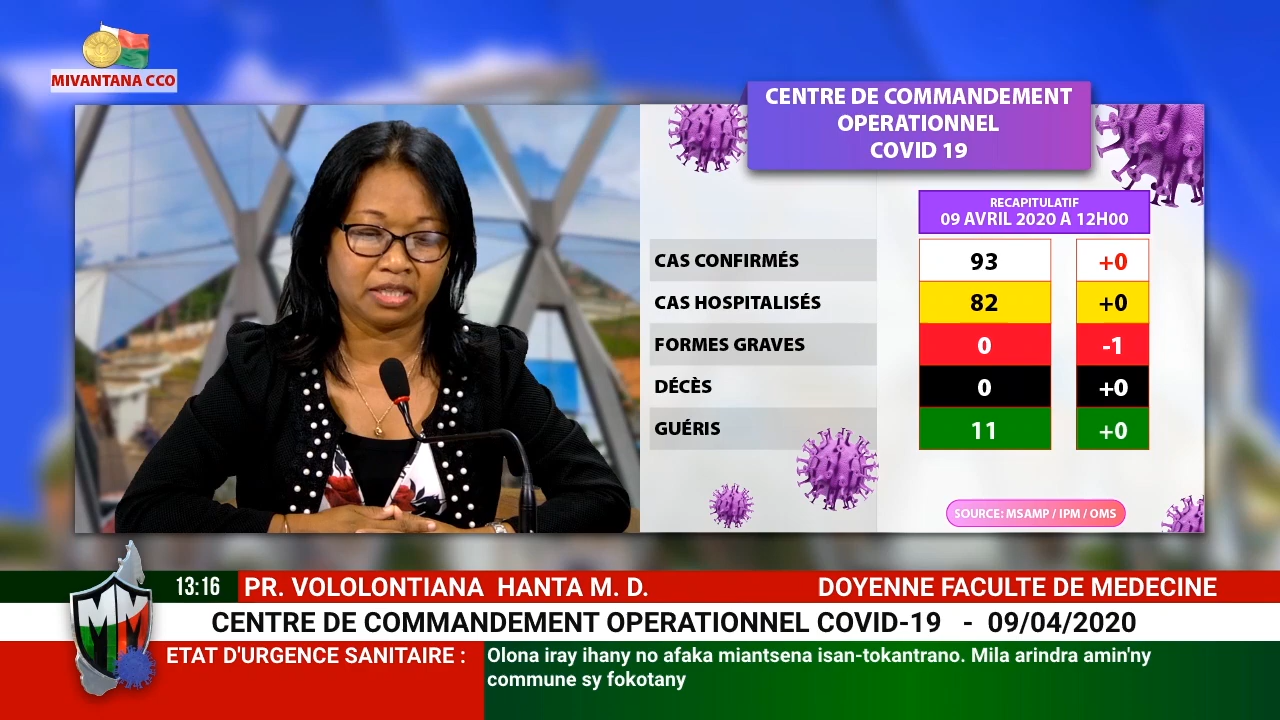 MIVANTANA CCO
CENTRE DE COMMANDEMENT
OPERATIONNEL
COVID 19
RECAPITULATIF
09 AVRIL 2020 A 12H00
CAS CONFIRMÉS 93 +0
CAS HOSPITALISÉS 82 +0
FORMES GRAVES 0 -1
DÉCÈS 0 +0
GUÉRIS 11 +0
SOURCE: MSAMP / IPM / OMS
13:16 PR. VOLOLONTIANA HANTA M. D. DOYENNE FACULTE DE MEDECINE
CENTRE DE COMMANDEMENT OPERATIONNEL COVID-19 - 09/04/2020
ETAT D'URGENCE SANITAIRE : Olona iray ihany no afaka miantsena isan-tokantrano. Mila arindra amin'ny
commune sy fokotany